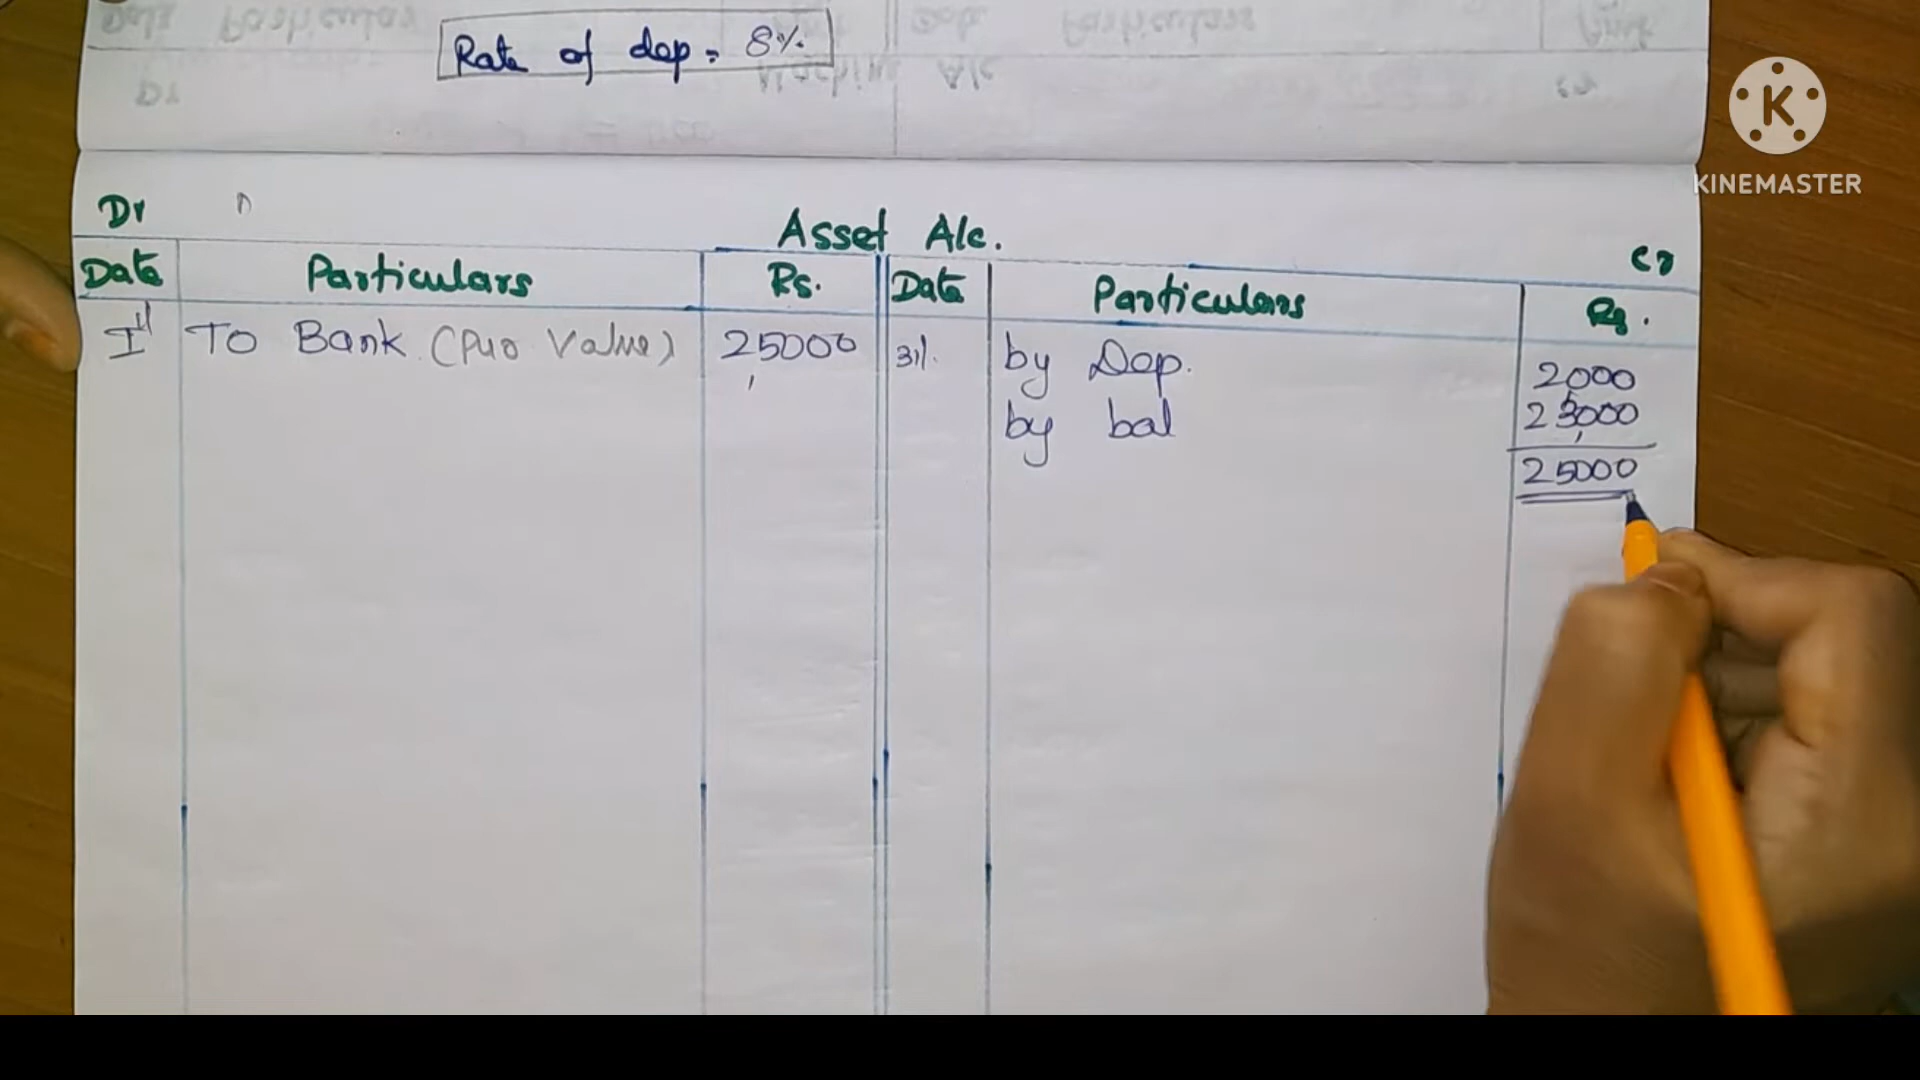 Rate of dep = 8%
K
KINEMASTER
Dr
Asset A/c.
Cr
Date Particulars Rs. Date Particulars Rs.
To Bank (Pur Value) 25000 31/. by Dep. 2000
by bal 23000
25000